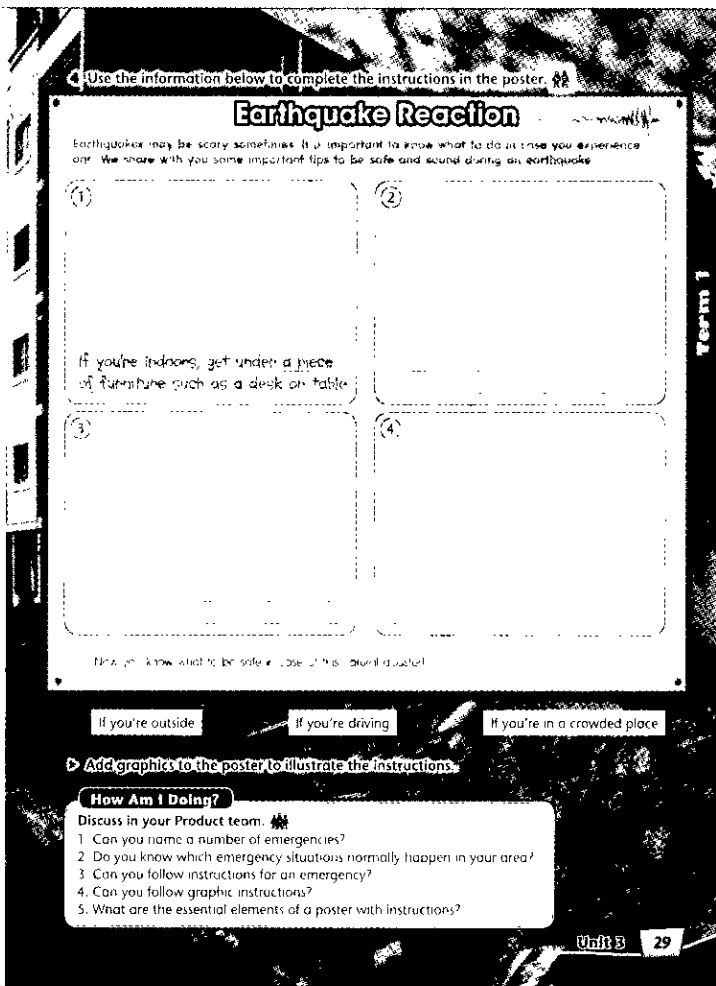 4 Use the information below to complete the instructions in the poster.
Earthquake Reaction
Earthquakes may be scary sometimes. It is important to know what to do in case you experience
one. We share with you some important tips to be safe and sound during an earthquake
1
2
If you're indoors, get under a piece
of furniture such as a desk or table
3
4
Now you know what to be safe in case of this natural disaster!
Term 1
If you're outside
If you're driving
If you're in a crowded place
Add graphics to the poster to illustrate the instructions.
How Am I Doing?
Discuss in your Product team.
1 Can you name a number of emergencies?
2 Do you know which emergency situations normally happen in your area?
3 Can you follow instructions for an emergency?
4. Can you follow graphic instructions?
5. What are the essential elements of a poster with instructions?
Unit 3 29